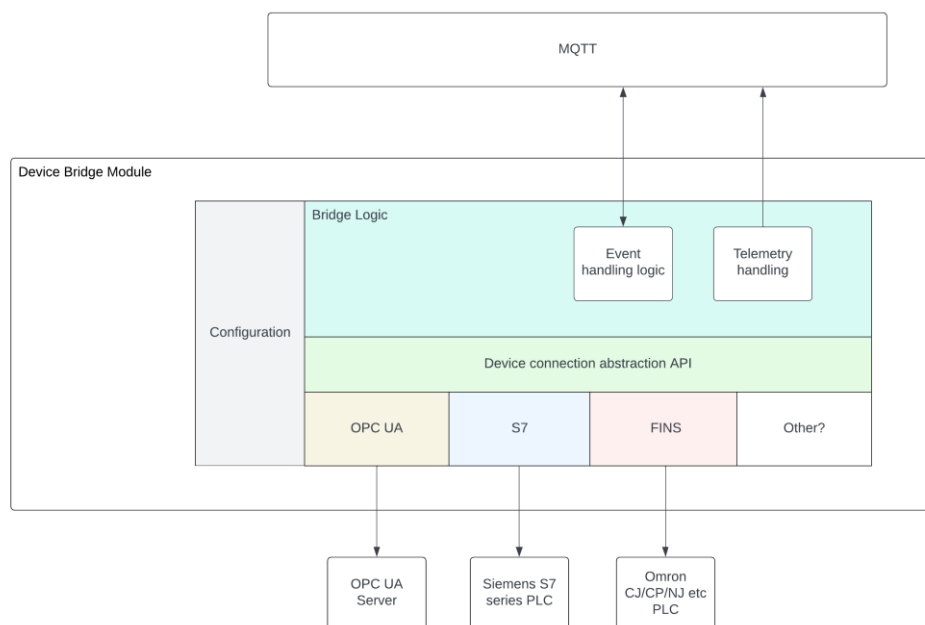 MQTT
Device Bridge Module
Bridge Logic
Event
handling logic
Telemetry
handling
Configuration
Device connection abstraction API
OPC UA
S7
FINS
Other?
OPC UA
Server
Siemens S7
series PLC
Omron
CJ/CP/NJ etc
PLC